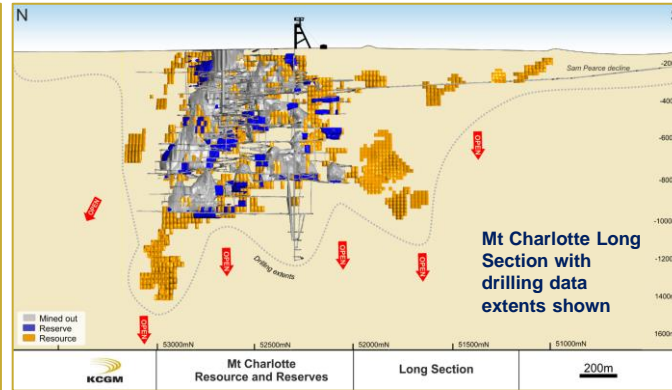 N
S
Sam Pearce decline
-200
-400
-600
-800
-1000
-1200
-1400
1600
OPEN
OPEN
OPEN
OPEN
OPEN
OPEN
Drilling extents
Mt Charlotte Long
Section with
drilling data
extents shown
Mined out
Reserve
Resource
53000mN
52500mN
52000mN
51500mN
51000mN
KCGM
Mt Charlotte
Resource and Reserves
Long Section
200m